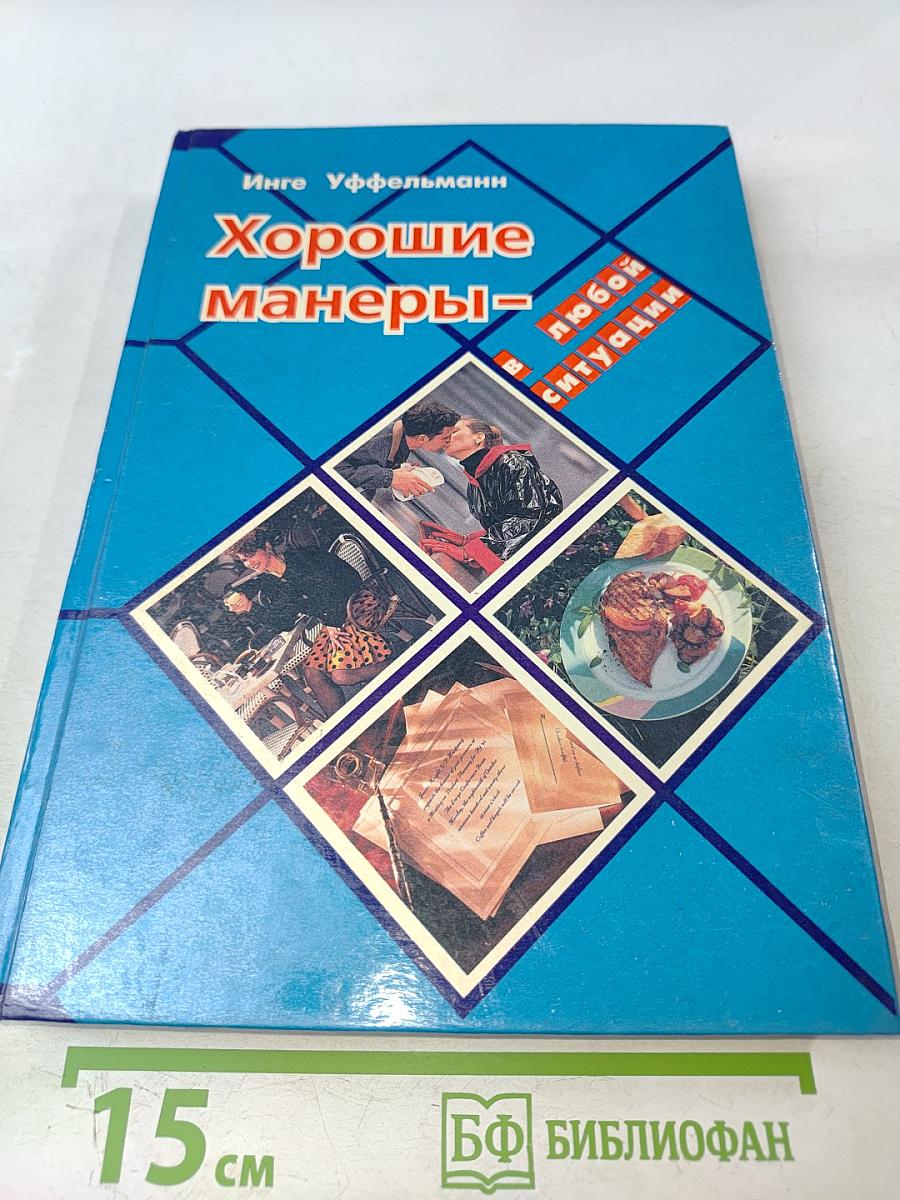 Инге Уффельманн
Хорошие
манеры–
в любой
ситуации
15 см
БФ БИБЛИОФАН